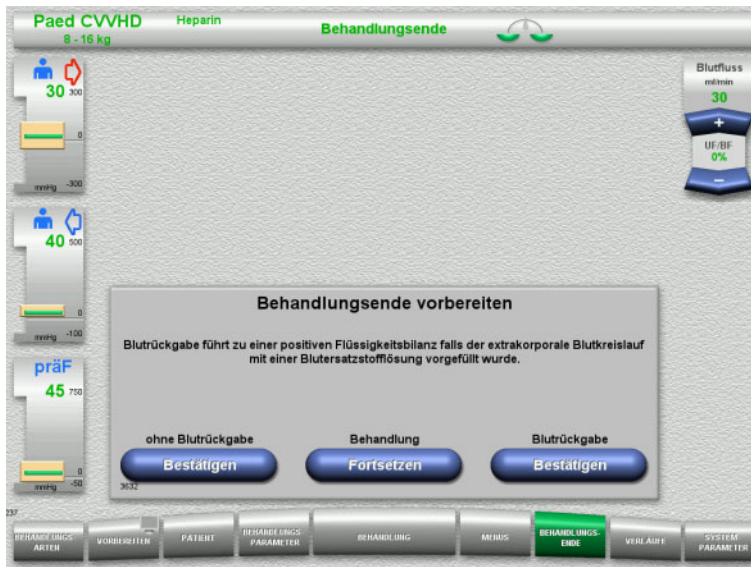 Paed CVVHD
Heparin
Behandlungsende
8 - 16 kg
30
300
0
-300
mmHg
40
500
0
-100
mmHg
präF
45
750
0
-50
mmHg
Blutfluss
ml/min
30
+
UF/BF
0%
−
Behandlungsende vorbereiten
Blutrückgabe führt zu einer positiven Flüssigkeitsbilanz falls der extrakorporale Blutkreislauf
mit einer Blutersatzstofflösung vorgefüllt wurde.
ohne Blutrückgabe
Bestätigen
Behandlung
Fortsetzen
Blutrückgabe
Bestätigen
3632
237
BEHANDLUNGS-
ARTEN
VORBEREITEN
PATIENT
BEHANDLUNGS-
PARAMETER
BEHANDLUNG
MENUS
BEHANDLUNGS-
ENDE
VERLÄUFE
SYSTEM
PARAMETER